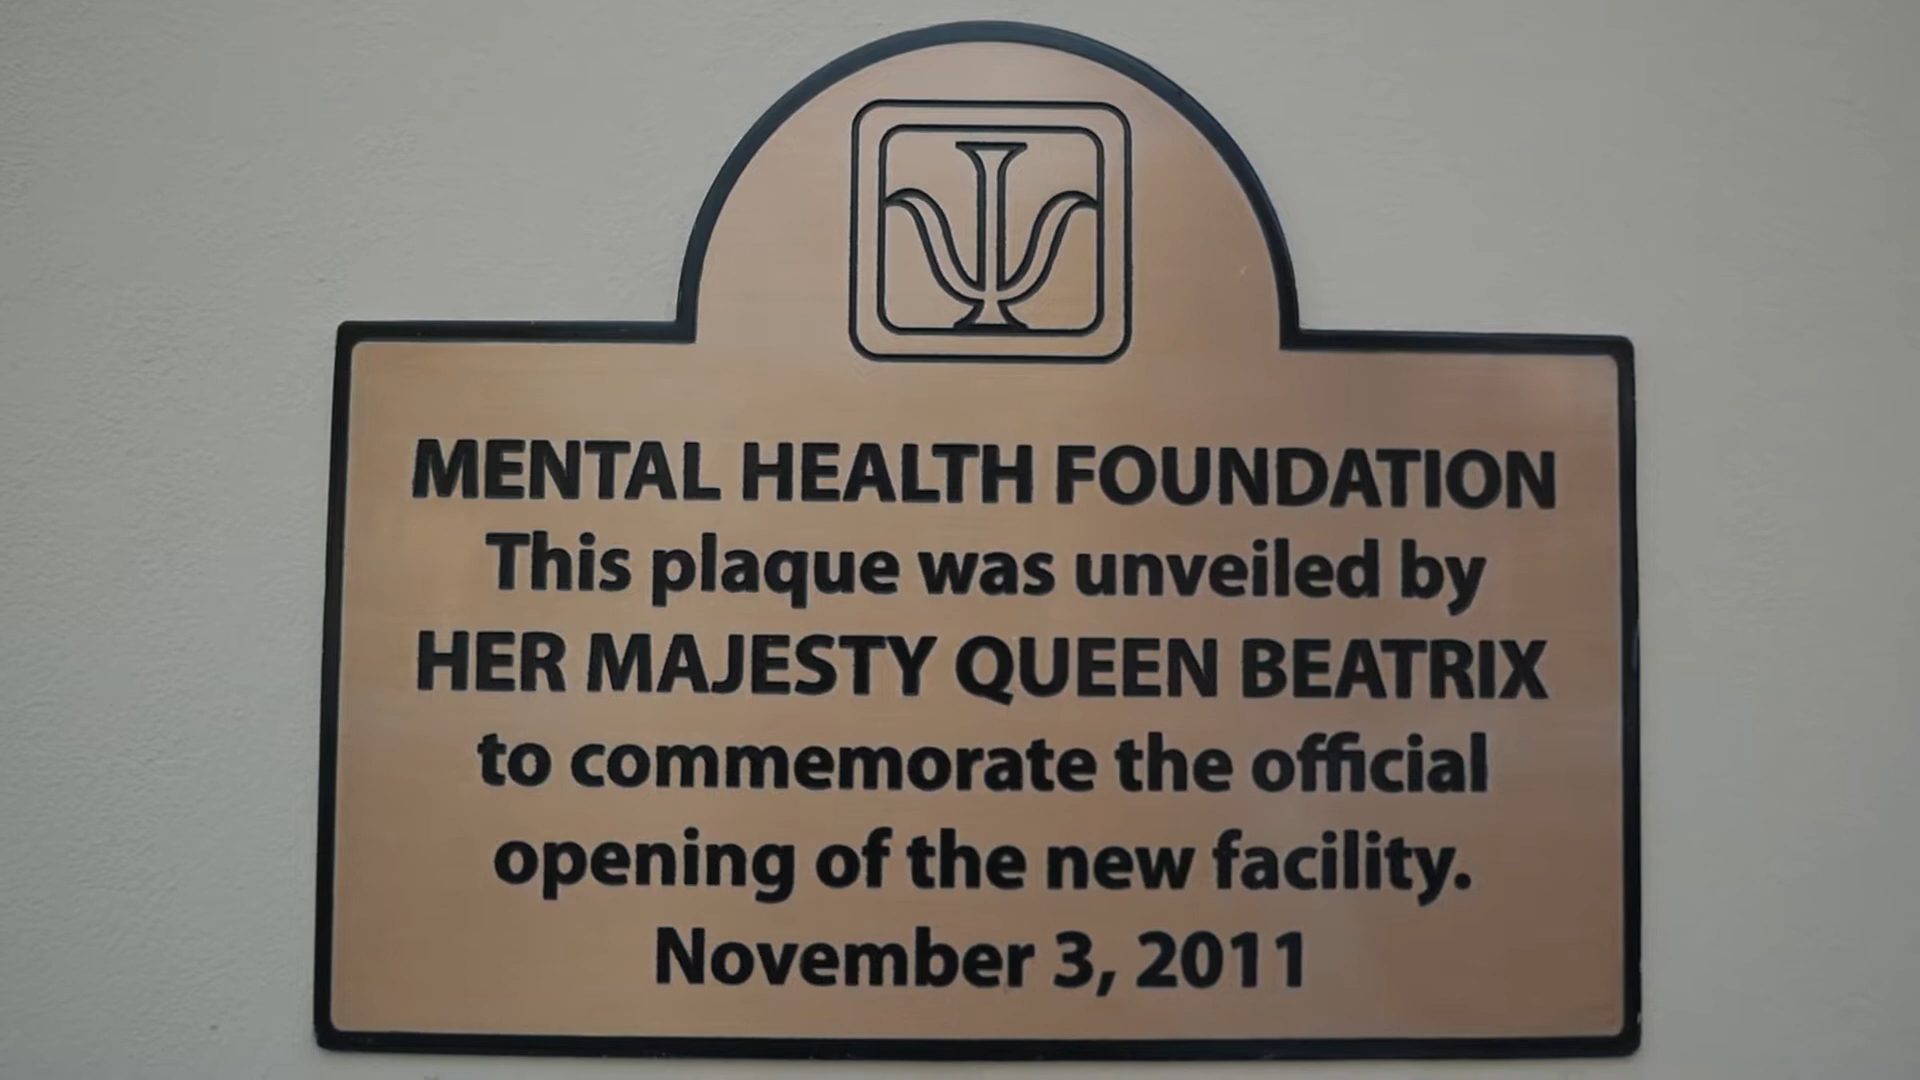 MENTAL HEALTH FOUNDATION
This plaque was unveiled by
HER MAJESTY QUEEN BEATRIX
to commemorate the official
opening of the new facility.
November 3, 2011